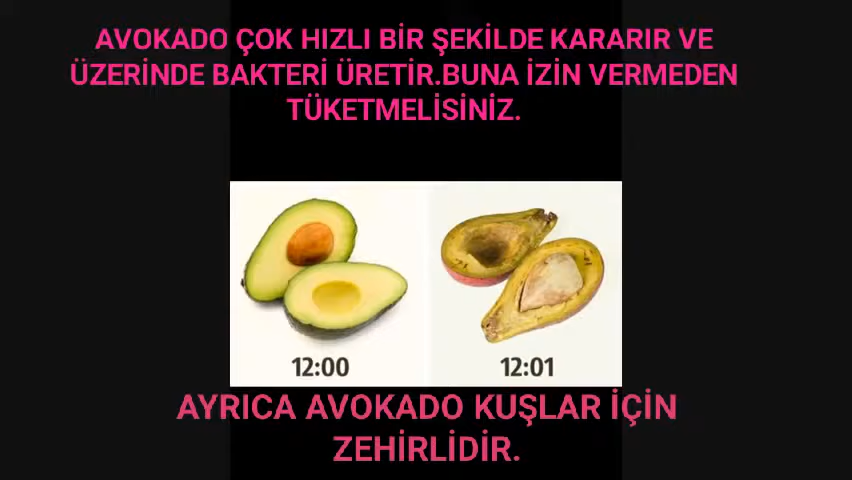 AVOKADO ÇOK HIZLI BİR ŞEKİLDE KARARIR VE
ÜZERİNDE BAKTERİ ÜRETİR.BUNA İZİN VERMEDEN
TÜKETMELİSİNİZ.
12:00 12:01
AYRICA AVOKADO KUŞLAR İÇİN
ZEHİRLİDİR.